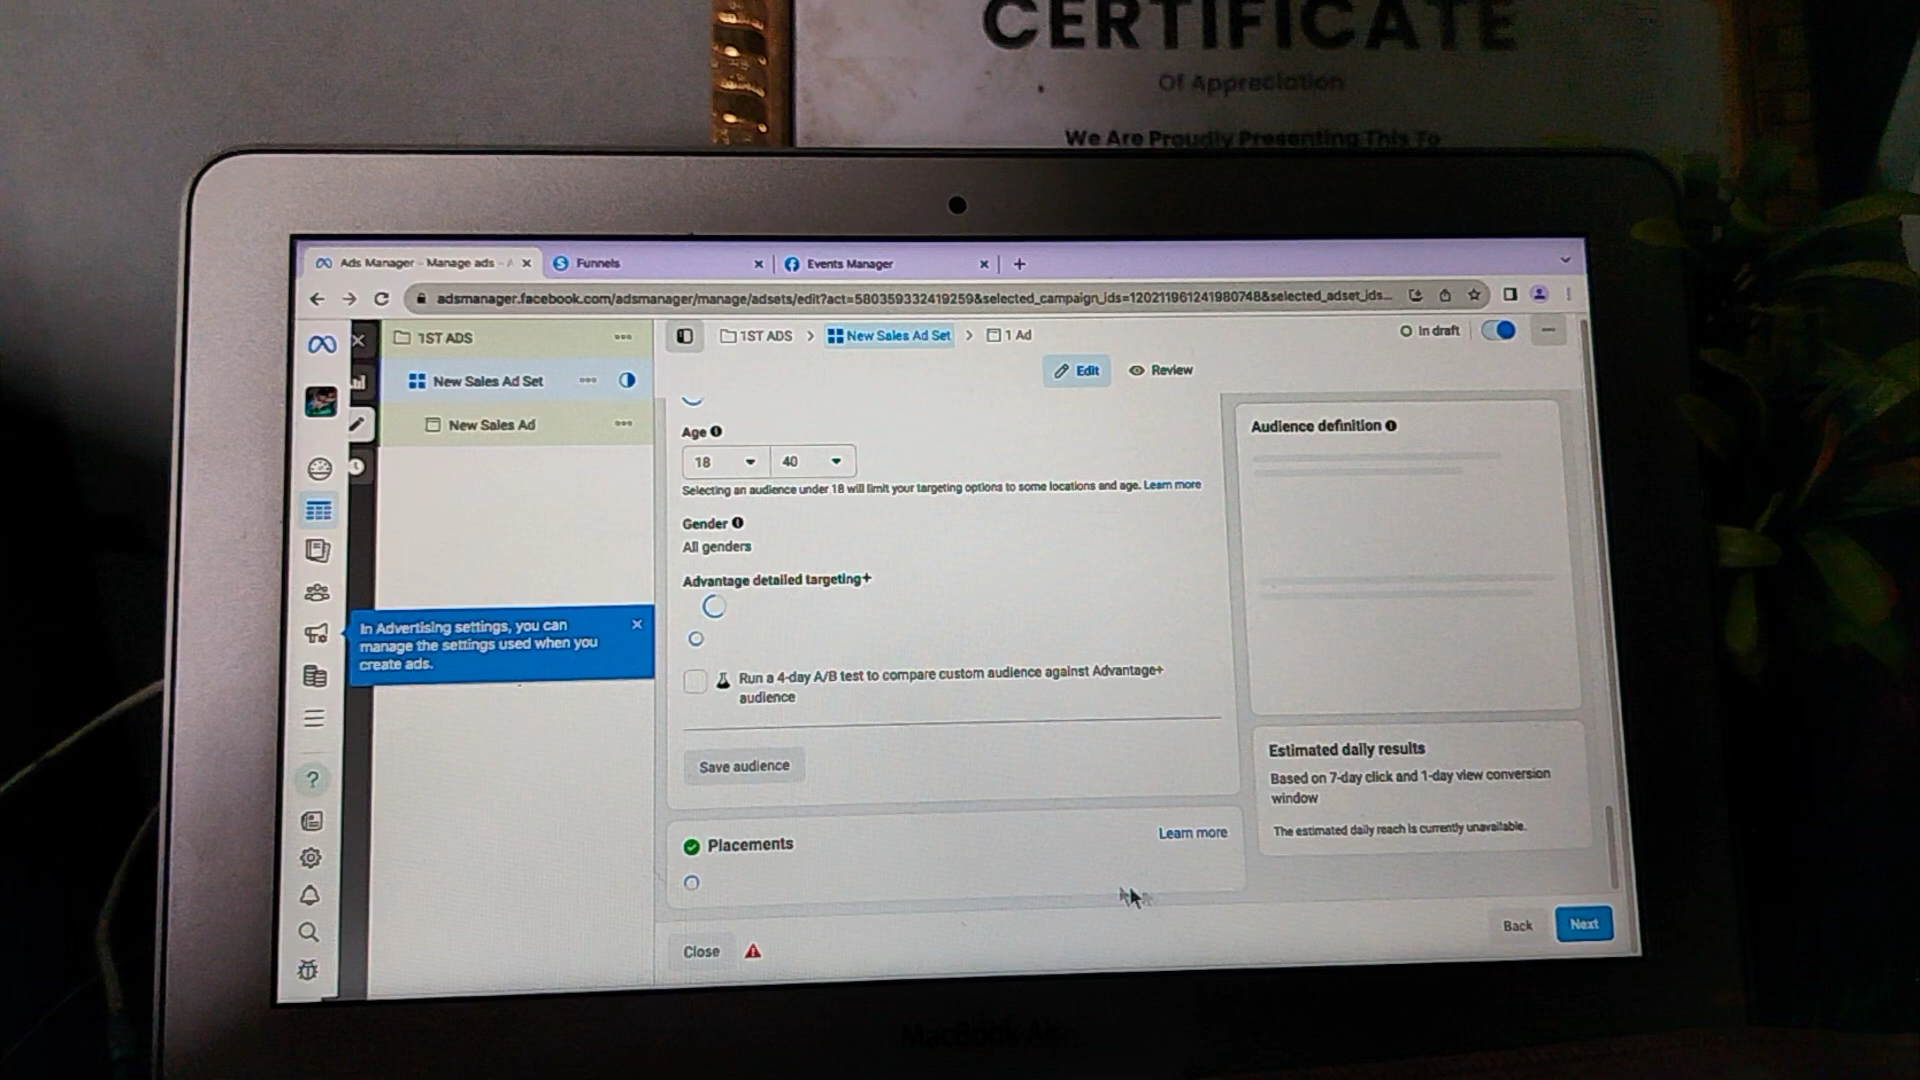 CERTIFICATE
Of Appreciation
We Are Proudly Presenting This To
Ads Manager - Manage ads - A
Funnels
Events Manager
adsmanager.facebook.com/adsmanager/manage/adsets/edit?act=580359332419259&selected_campaign_ids=120211961241980748&selected_adset_ids...
1ST ADS
New Sales Ad Set
New Sales Ad
1ST ADS > New Sales Ad Set > 1 Ad
In draft
Edit
Review
Age
18
40
Selecting an audience under 18 will limit your targeting options to some locations and age. Learn more
Gender
All genders
Advantage detailed targeting+
In Advertising settings, you can
manage the settings used when you
create ads.
Run a 4-day A/B test to compare custom audience against Advantage+
audience
Save audience
Placements
Learn more
Audience definition
Estimated daily results
Based on 7-day click and 1-day view conversion
window
The estimated daily reach is currently unavailable.
Close
Back
Next
MacBook Air